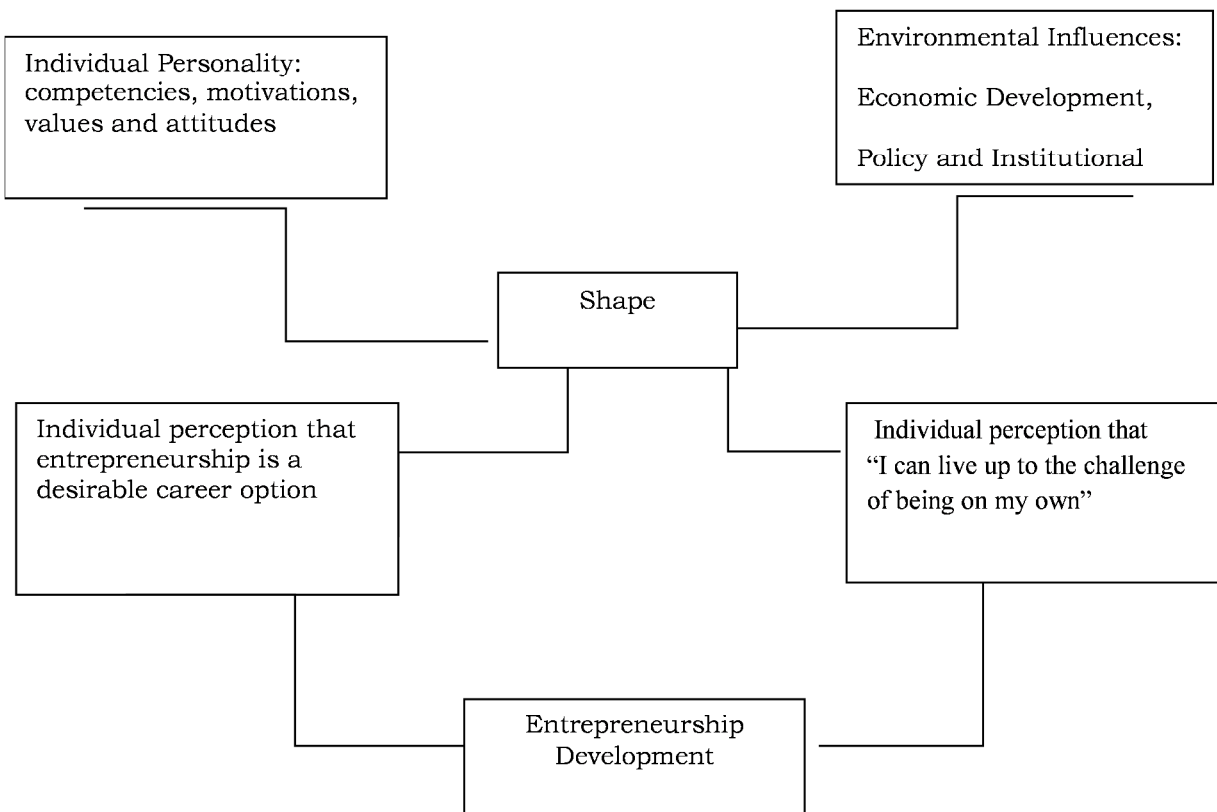 Individual Personality:
competencies, motivations,
values and attitudes
Environmental Influences:
Economic Development,
Policy and Institutional
Shape
Individual perception that
entrepreneurship is a
desirable career option
Individual perception that
“I can live up to the challenge
of being on my own”
Entrepreneurship
Development